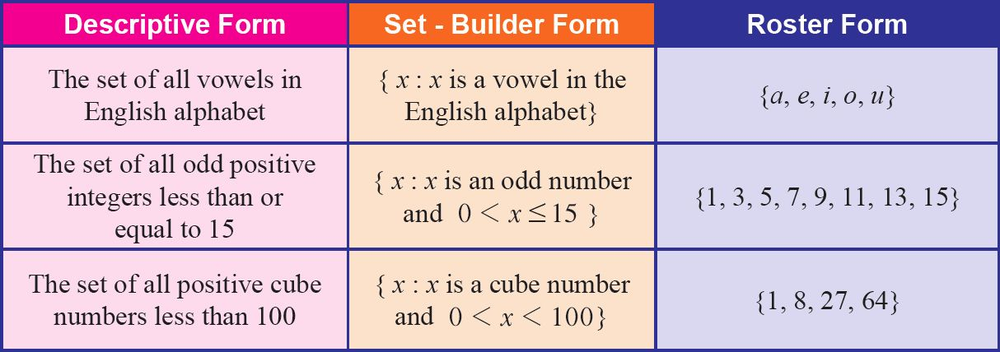 Descriptive Form
Set - Builder Form
Roster Form
The set of all vowels in
English alphabet
{ x : x is a vowel in the
English alphabet}
{a, e, i, o, u}
The set of all odd positive
integers less than or
equal to 15
{ x : x is an odd number
and 0 < x ≤ 15 }
{1, 3, 5, 7, 9, 11, 13, 15}
The set of all positive cube
numbers less than 100
{ x : x is a cube number
and 0 < x < 100}
{1, 8, 27, 64}